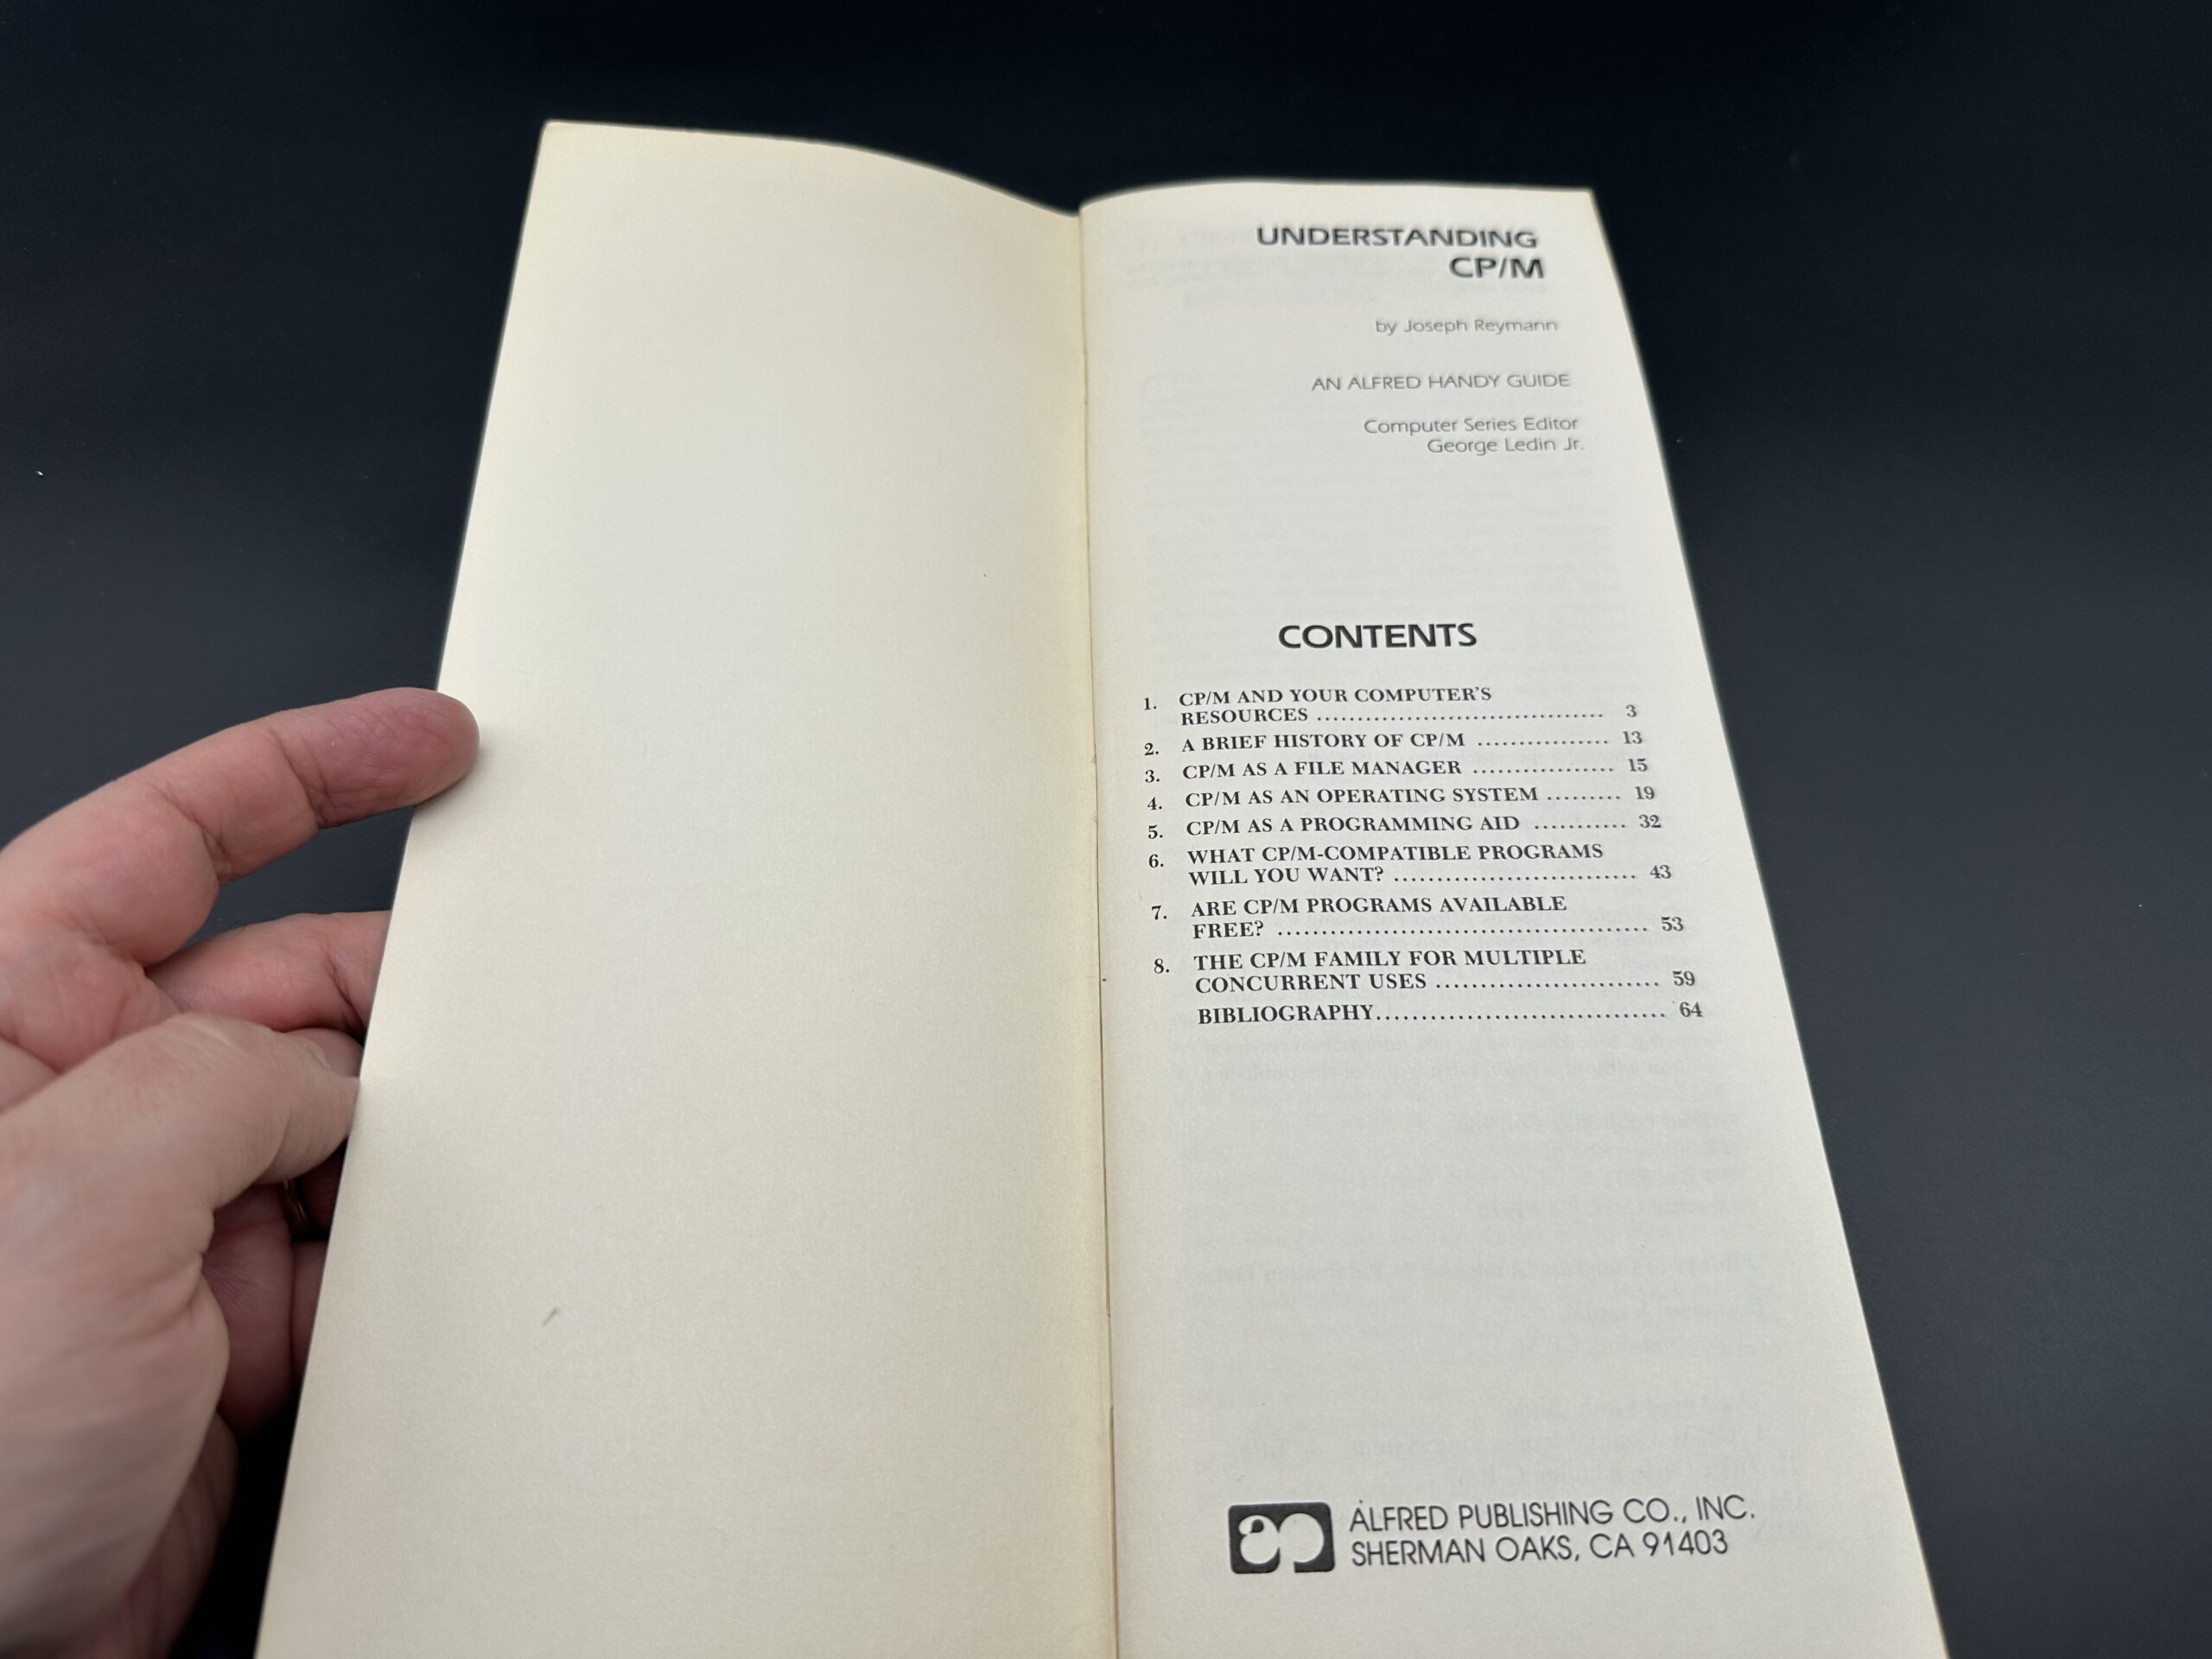 UNDERSTANDING
CP/M
by Joseph Reymann
AN ALFRED HANDY GUIDE
Computer Series Editor
George Ledin Jr.
CONTENTS
1. CP/M AND YOUR COMPUTER'S
RESOURCES .................................. 3
2. A BRIEF HISTORY OF CP/M ................ 13
3. CP/M AS A FILE MANAGER ................. 15
4. CP/M AS AN OPERATING SYSTEM ......... 19
5. CP/M AS A PROGRAMMING AID ........... 32
6. WHAT CP/M-COMPATIBLE PROGRAMS
WILL YOU WANT? ............................ 43
7. ARE CP/M PROGRAMS AVAILABLE
FREE? ......................................... 53
8. THE CP/M FAMILY FOR MULTIPLE
CONCURRENT USES .......................... 59
BIBLIOGRAPHY................................. 64
ALFRED PUBLISHING CO., INC.
SHERMAN OAKS, CA 91403